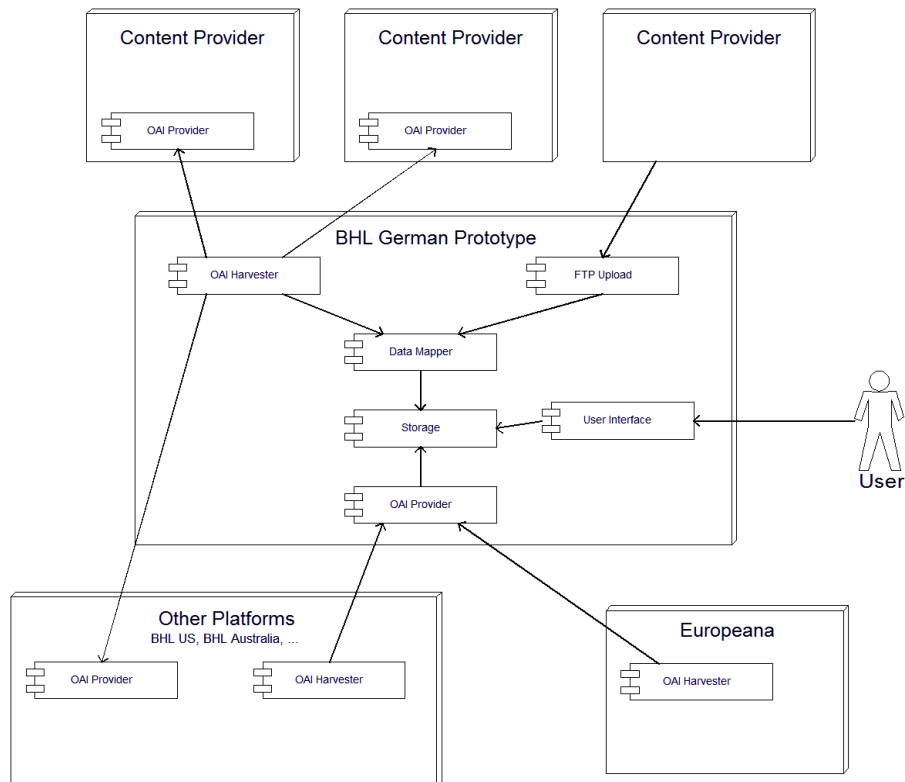 Content Provider
Content Provider
Content Provider
OAI Provider
OAI Provider
BHL German Prototype
OAI Harvester
FTP Upload
Data Mapper
Storage
User Interface
User
OAI Provider
Other Platforms
BHL US, BHL Australia, ...
OAI Provider
OAI Harvester
Europeana
OAI Harvester